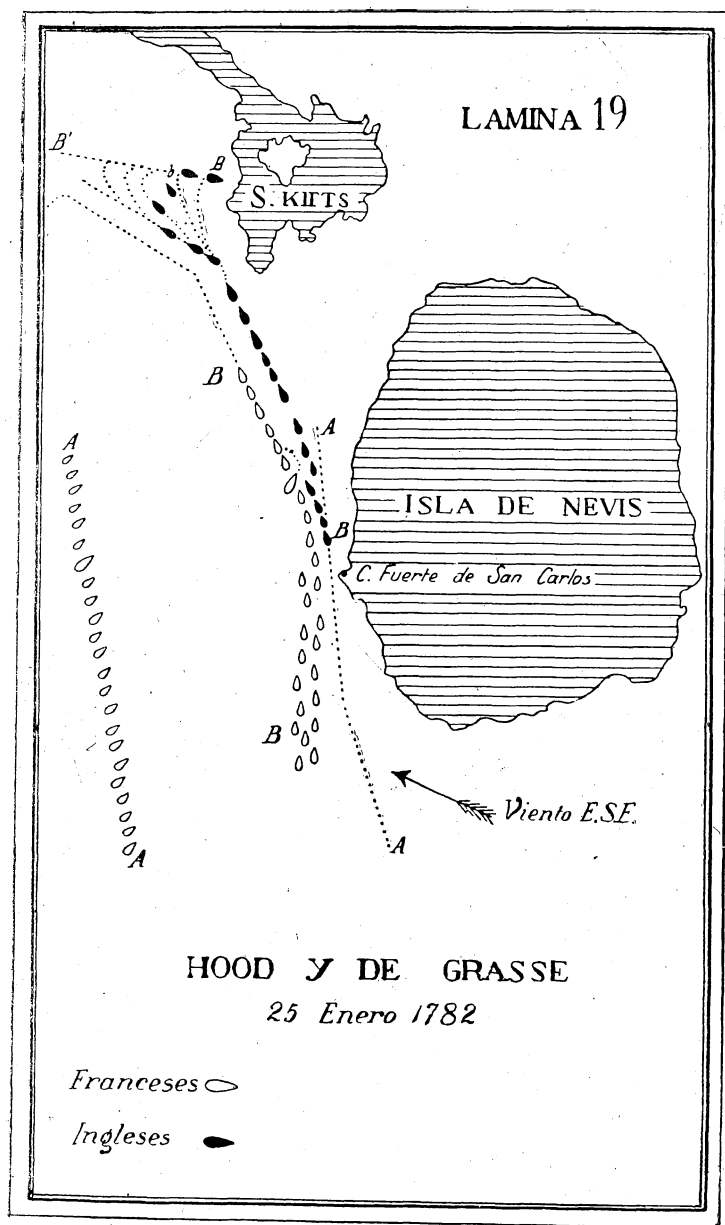 LAMINA 19
B'
b
B
S. KITTS
B
A
A
ISLA DE NEVIS
B
C. Fuerte de San Carlos
B
Viento E.S.E.
A
A
HOOD Y DE GRASSE
25 Enero 1782
Franceses
Ingleses